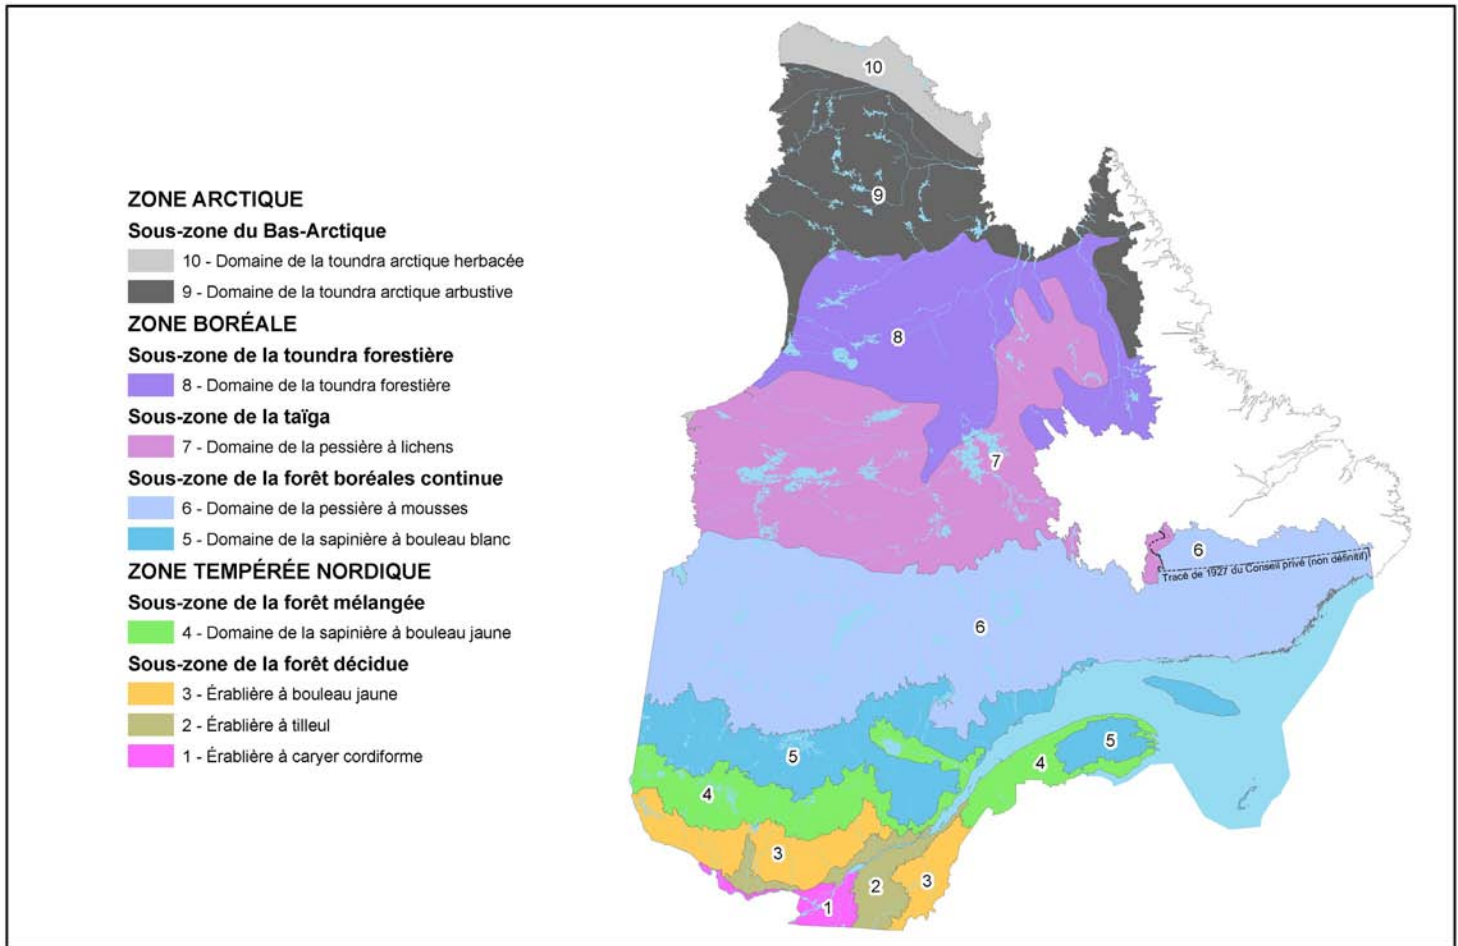 ZONE ARCTIQUE
Sous-zone du Bas-Arctique
10 - Domaine de la toundra arctique herbacée
9 - Domaine de la toundra arctique arbustive
ZONE BORÉALE
Sous-zone de la toundra forestière
8 - Domaine de la toundra forestière
Sous-zone de la taïga
7 - Domaine de la pessière à lichens
Sous-zone de la forêt boréales continue
6 - Domaine de la pessière à mousses
5 - Domaine de la sapinière à bouleau blanc
ZONE TEMPÉRÉE NORDIQUE
Sous-zone de la forêt mélangée
4 - Domaine de la sapinière à bouleau jaune
Sous-zone de la forêt décidue
3 - Érablière à bouleau jaune
2 - Érablière à tilleul
1 - Érablière à caryer cordiforme
10
9
8
7
6
Tracé de 1927 du Conseil privé (non définitif)
6
5
5
4
4
3
3
2
1